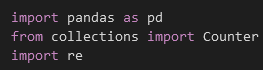 import pandas as pd
from collections import Counter
import re